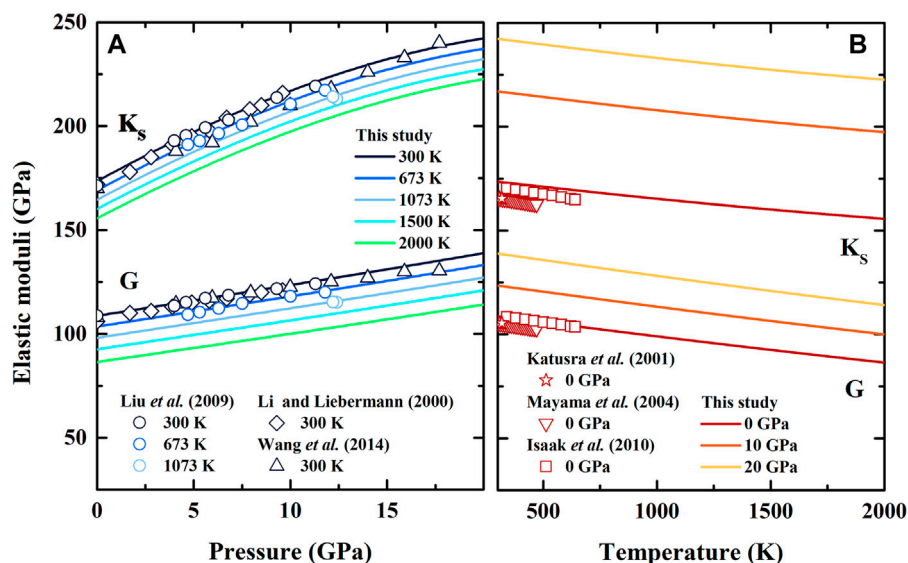 A
B
250
200
150
100
50
25
Elastic moduli (GPa)
Ks
This study
300 K
673 K
1073 K
1500 K
2000 K
G
Liu et al. (2009)
300 K
673 K
1073 K
Li and Liebermann (2000)
300 K
Wang et al. (2014)
300 K
0
5
10
15
Pressure (GPa)
Ks
G
Katusra et al. (2001)
0 GPa
Mayama et al. (2004)
0 GPa
Isaak et al. (2010)
0 GPa
This study
0 GPa
10 GPa
20 GPa
500
1000
1500
2000
Temperature (K)